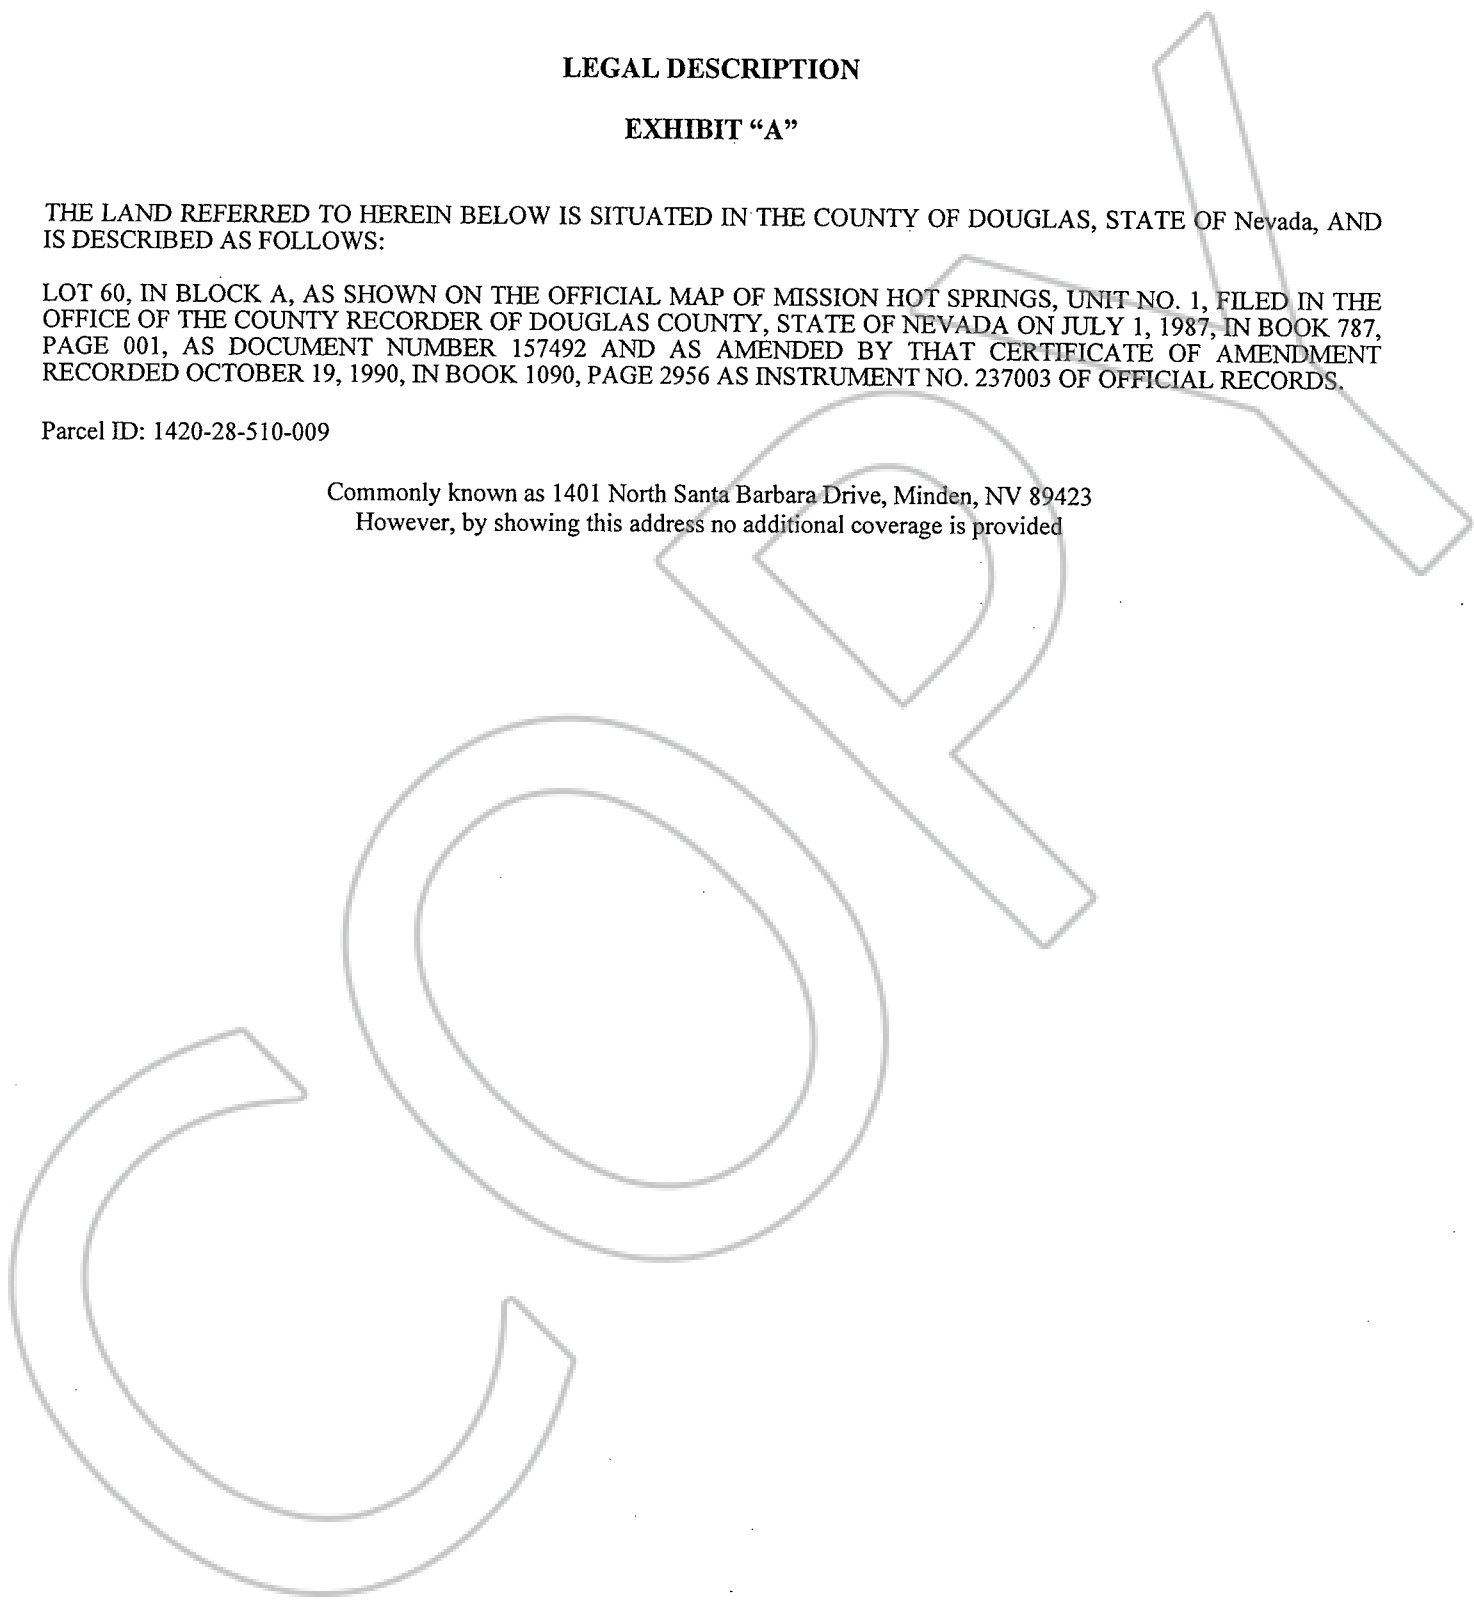 LEGAL DESCRIPTION
EXHIBIT “A”
THE LAND REFERRED TO HEREIN BELOW IS SITUATED IN THE COUNTY OF DOUGLAS, STATE OF Nevada, AND
IS DESCRIBED AS FOLLOWS:
LOT 60, IN BLOCK A, AS SHOWN ON THE OFFICIAL MAP OF MISSION HOT SPRINGS, UNIT NO. 1, FILED IN THE
OFFICE OF THE COUNTY RECORDER OF DOUGLAS COUNTY, STATE OF NEVADA ON JULY 1, 1987, IN BOOK 787,
PAGE 001, AS DOCUMENT NUMBER 157492 AND AS AMENDED BY THAT CERTIFICATE OF AMENDMENT
RECORDED OCTOBER 19, 1990, IN BOOK 1090, PAGE 2956 AS INSTRUMENT NO. 237003 OF OFFICIAL RECORDS.
Parcel ID: 1420-28-510-009
Commonly known as 1401 North Santa Barbara Drive, Minden, NV 89423
However, by showing this address no additional coverage is provided
COPY